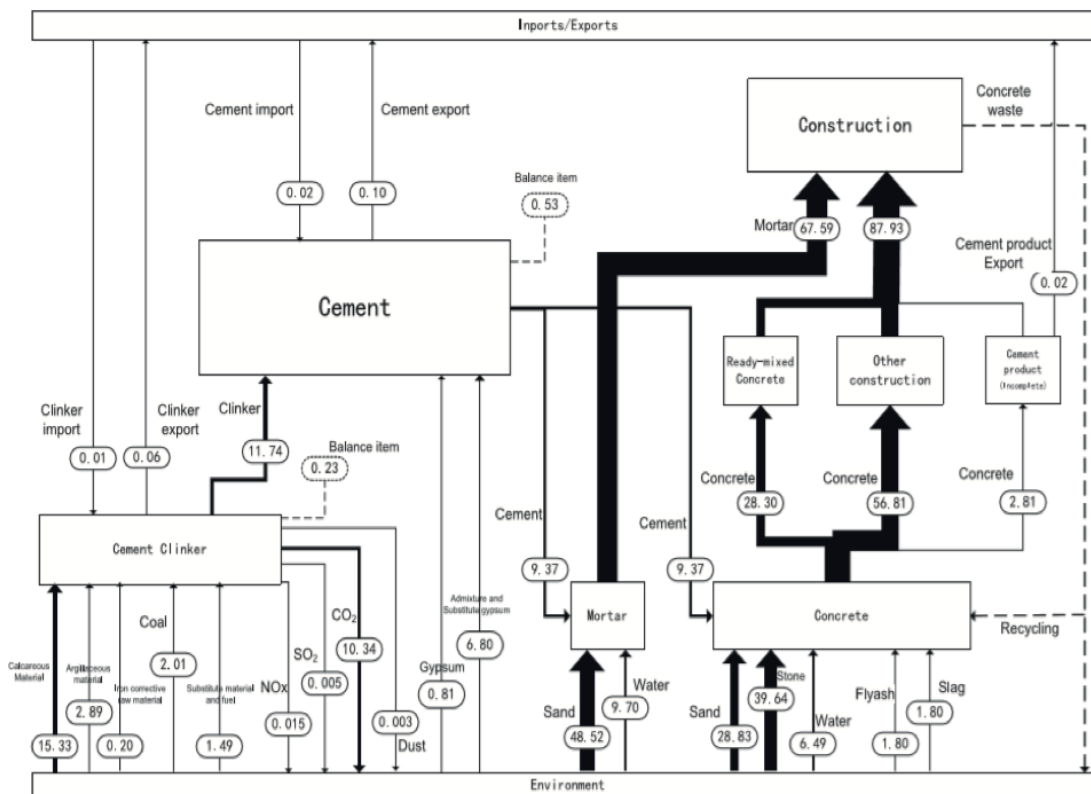 Inports/Exports
Cement import
Cement export
Concrete
waste
Construction
0.02
0.10
Balance item
0.53
Mortar
67.59
87.93
Cement product
Export
0.02
Cement
Ready-mixed
Concrete
Other
construction
Cement
product
(Incomplete)
Clinker
import
Clinker
export
Clinker
0.01
0.06
11.74
Balance item
0.23
Concrete
28.30
Concrete
56.81
Concrete
2.81
Cement
9.37
Cement
9.37
Cement Clinker
Mortar
Concrete
Recycling
Calcareous
Material
15.33
Argillaceous
material
2.89
Iron corrective
raw material
0.20
Coal
2.01
Substitute material
and fuel
1.49
NOx
0.015
SO2
0.005
CO2
10.34
0.003
Dust
Gypsum
0.81
Admixture and
Substitute gypsum
6.80
Sand
48.52
Water
9.70
Sand
28.83
Stone
39.64
Water
6.49
Flyash
1.80
Slag
1.80
Environment